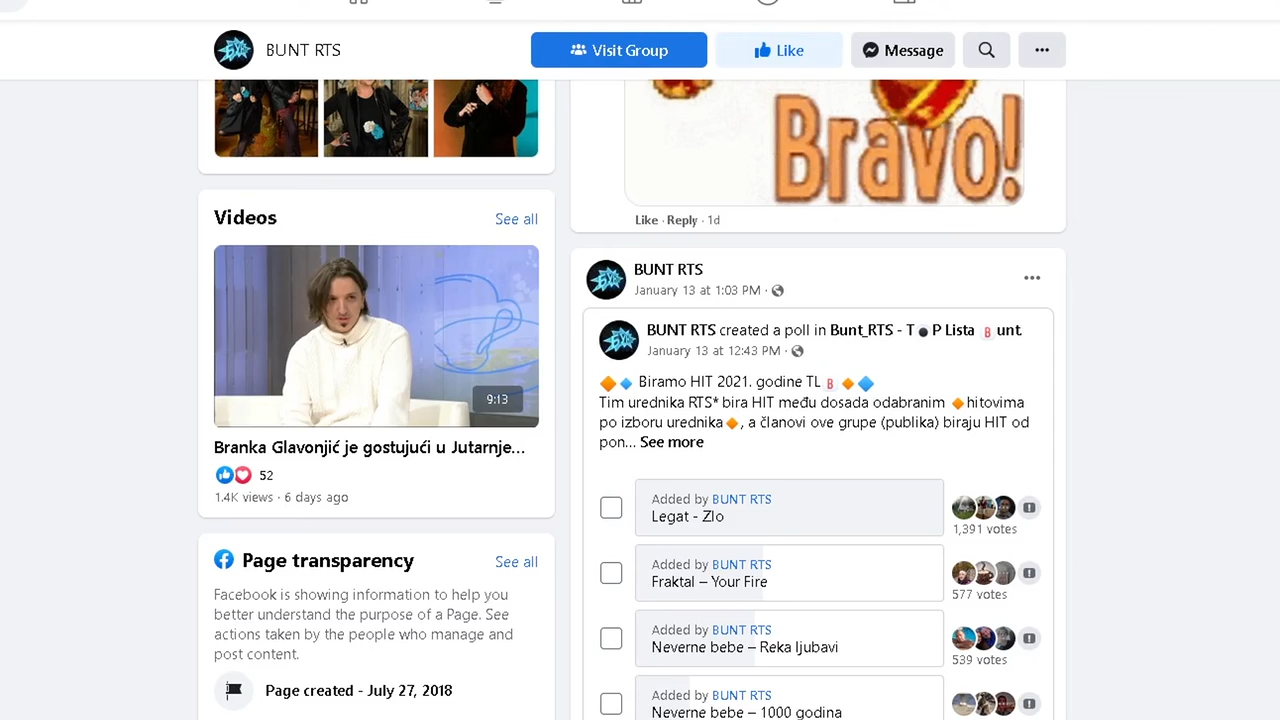 BUNT RTS
Visit Group
Like
Message
Bravo!
Like · Reply · 1d
Videos
See all
9:13
Branka Glavonjić je gostujući u Jutarnje...
52
1.4K views · 6 days ago
Page transparency
See all
Facebook is showing information to help you
better understand the purpose of a Page. See
actions taken by the people who manage and
post content.
Page created - July 27, 2018
BUNT RTS
January 13 at 1:03 PM ·
BUNT RTS created a poll in Bunt_RTS - T●P Lista B unt.
January 13 at 12:43 PM ·
🔶🔹 Biramo HIT 2021. godine TL B 🔸🔷
Tim urednika RTS* bira HIT među dosada odabranim 🔸hitovima
po izboru urednika🔸, a članovi ove grupe (publika) biraju HIT od
pon... See more
Added by BUNT RTS
Legat - Zlo
1,391 votes
Added by BUNT RTS
Fraktal – Your Fire
577 votes
Added by BUNT RTS
Neverne bebe – Reka ljubavi
539 votes
Added by BUNT RTS
Neverne bebe – 1000 godina